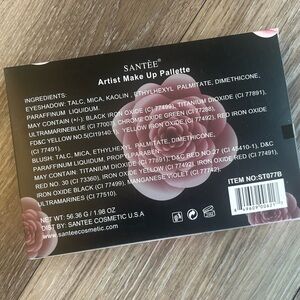 SANTÈE
Artist Make Up Pallette
INGREDIENTS:
EYESHADOW: TALC, MICA, KAOLIN, ETHYLHEXYL PALMITATE, DIMETHICONE,
PARAFFINUM LIQUIDUM.
MAY CONTAIN (+/-): BLACK IRON OXIDE (CI 77499), TITANIUM DIOXIDE (CI 77891),
ULTRAMARINEBLUE (CI 77007), CHROME OXIDE GREEN (CI 77288),
FD&C YELLOW NO.5(CI19140), YELLOW IRON OXIDE (CI 77492), RED IRON OXIDE
(CI 77491).
BLUSH: TALC, MICA, ETHYLHEXYL PALMITATE, DIMETHICONE,
PARAFFINUM LIQUIDUM, PROPYLPARABEN
MAY CONTAIN: TITANIUM DIOXIDE (CI 77891), D&C RED NO 27 (CI 45410-1), D&C
RED NO. 30 (CI 73360), IRON OXIDE YELLOW (CI 77492), IRON OXIDE RED (CI 77491),
IRON OXIDE BLACK (CI 77499), MANGANESE VIOLET (CI 77742),
ULTRAMARINES (CI 77510).
NET WT: 56.36 G / 1.98 OZ
DIST BY: SANTEE COSMETIC U.S.A
www.santeecosmetic.com
ITEM NO:ST077B